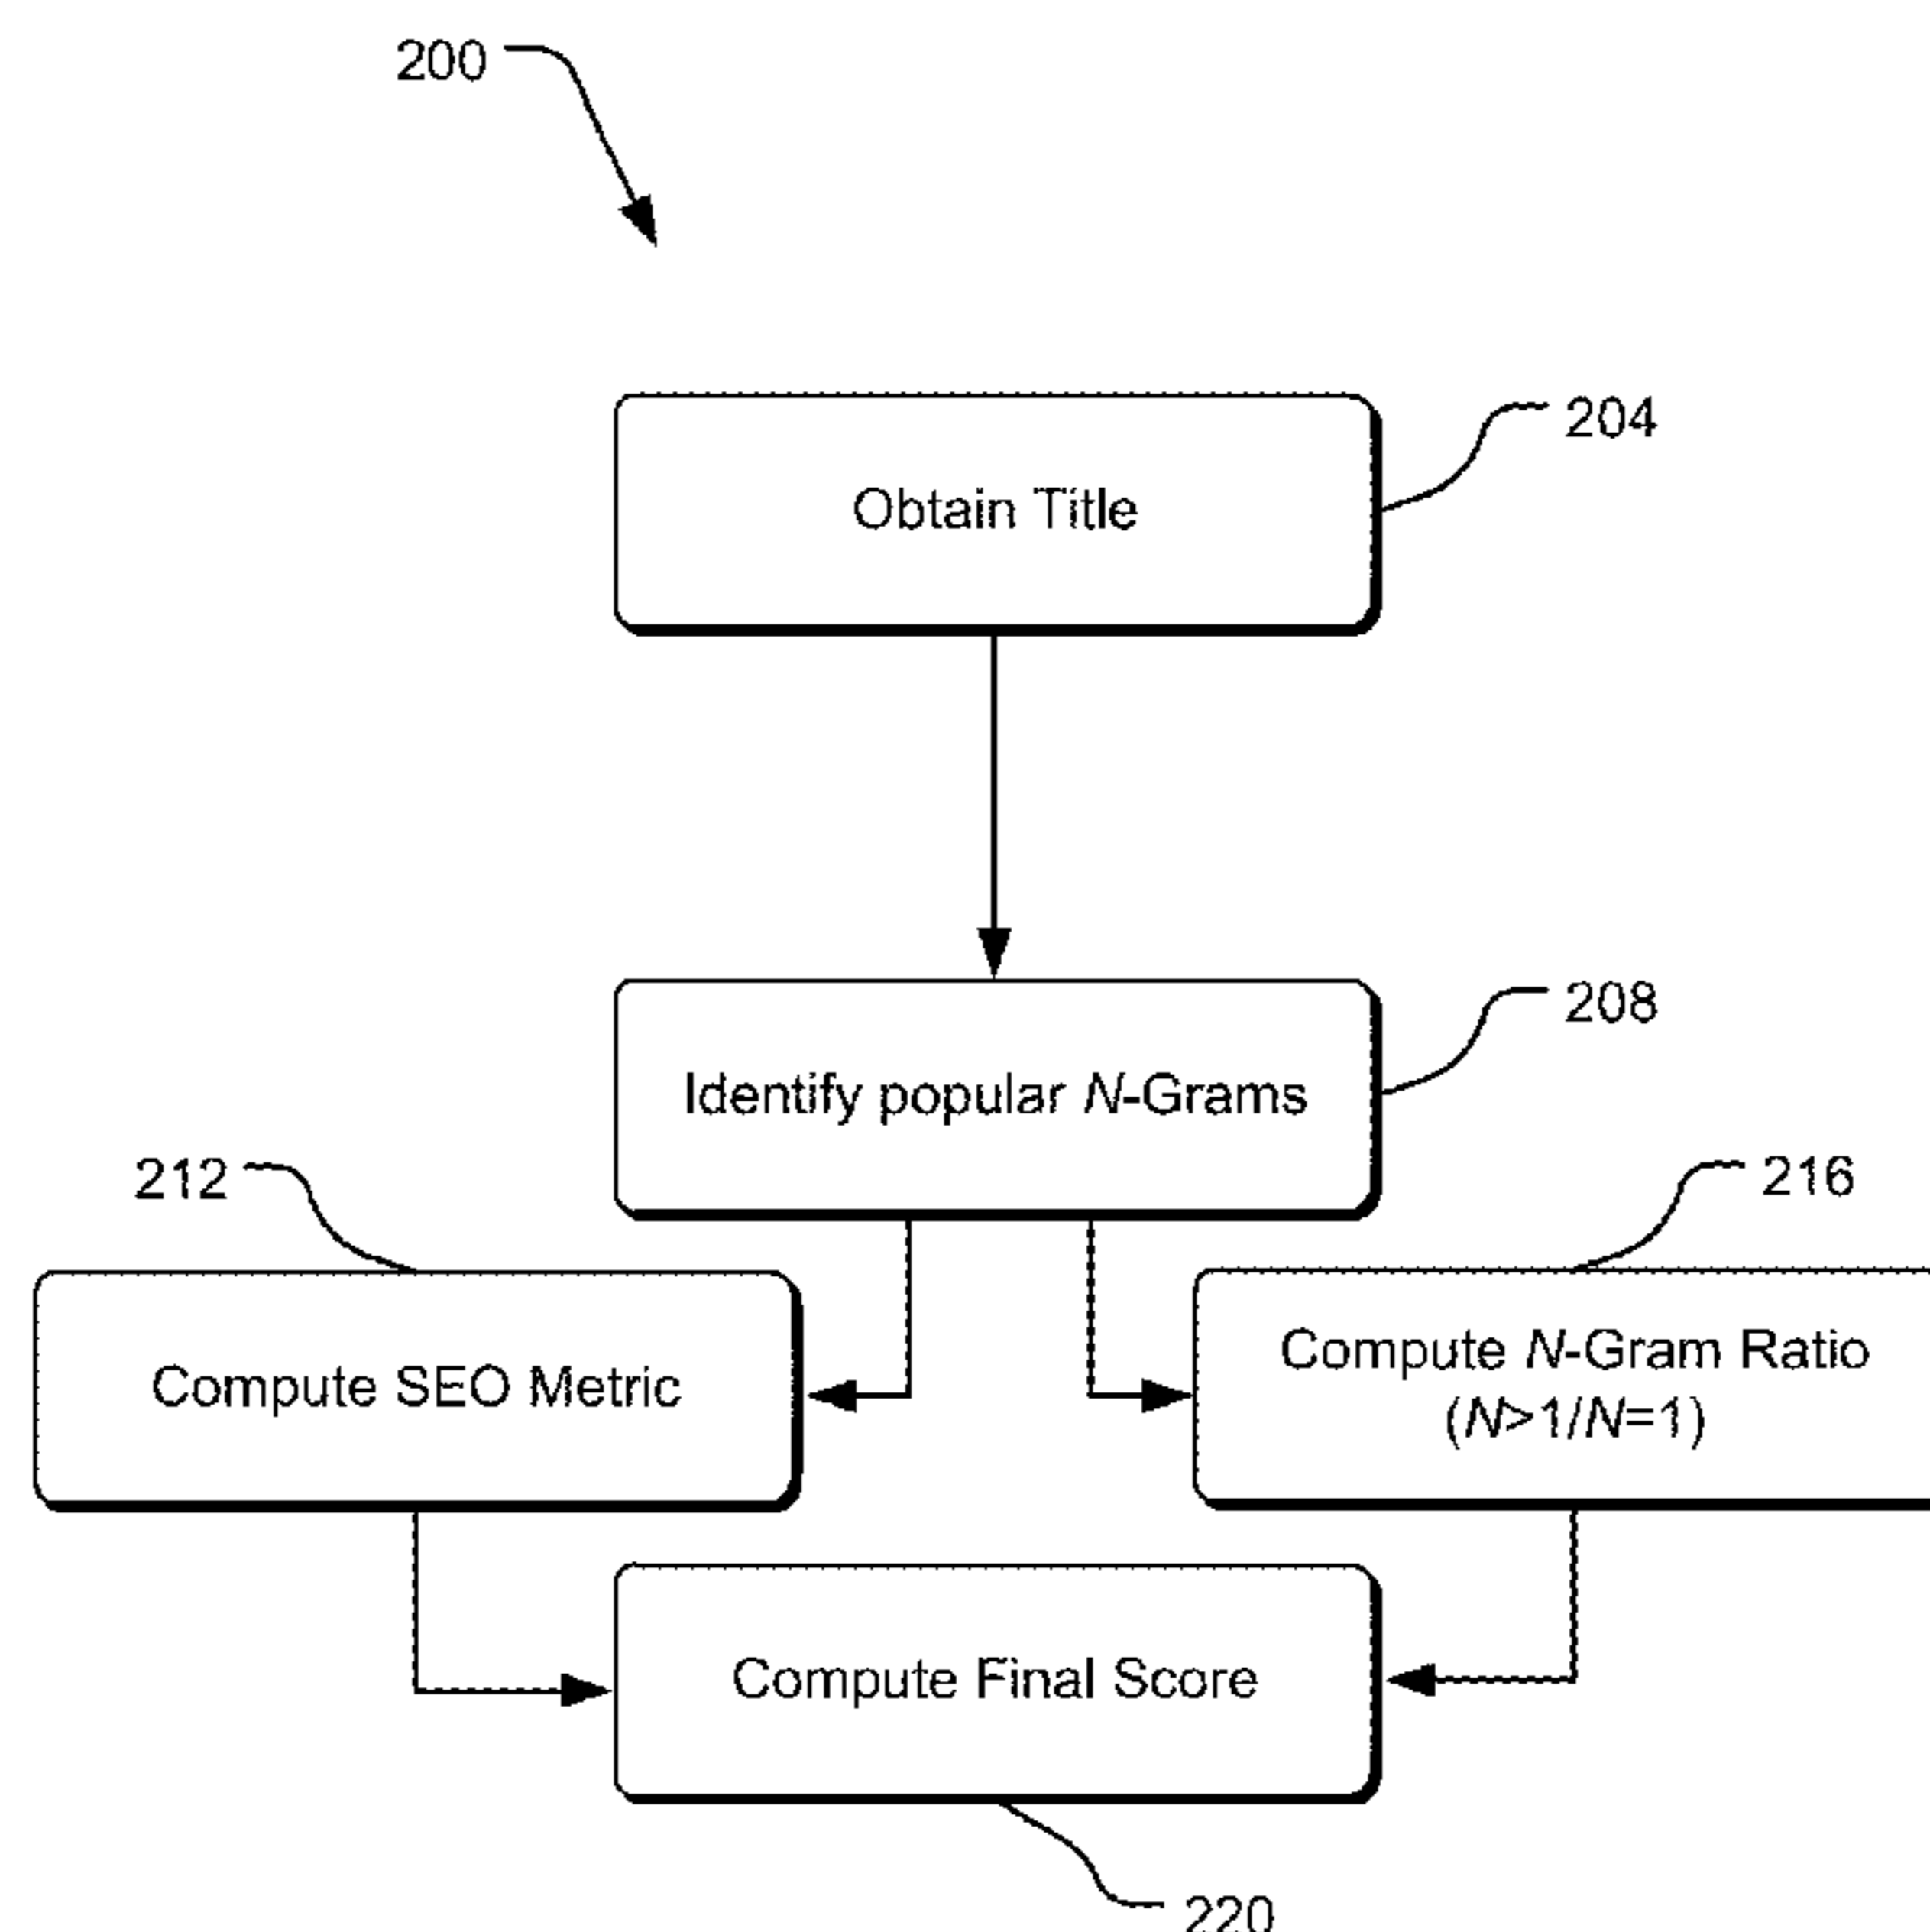 200
Obtain Title
204
Identify popular N-Grams
208
212
216
Compute SEO Metric
Compute N-Gram Ratio
(N>1/N=1)
Compute Final Score
220